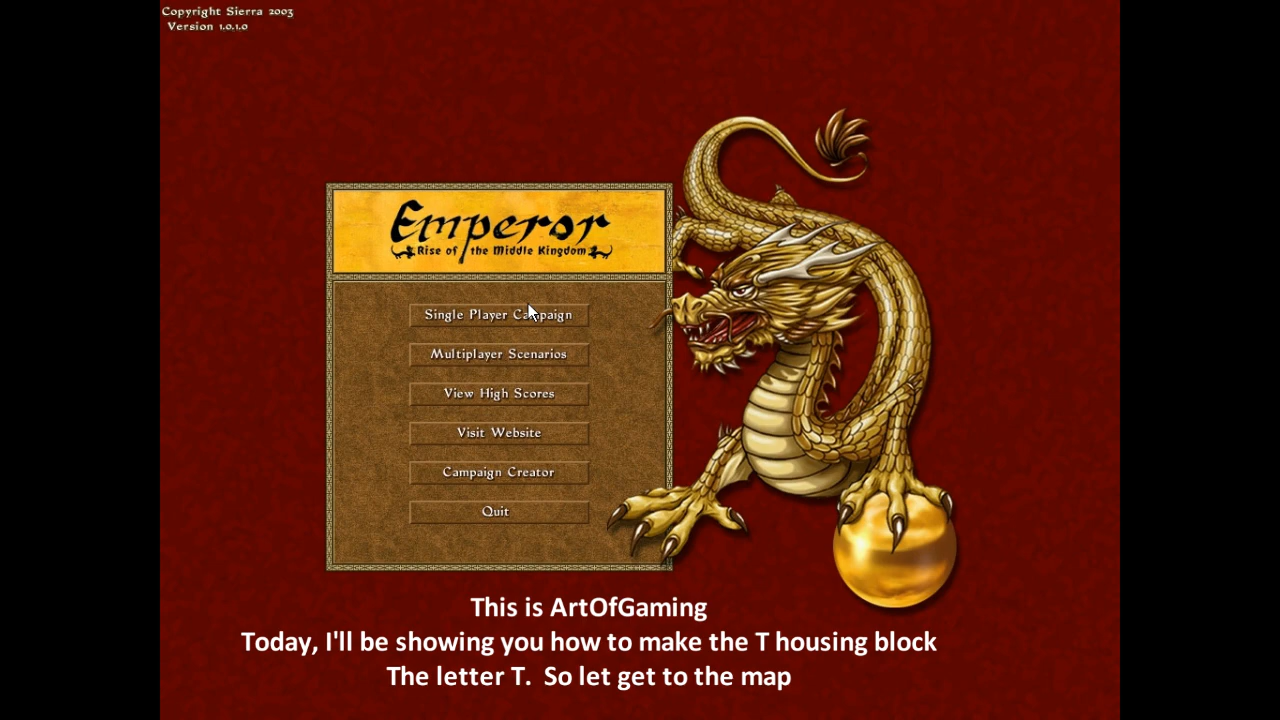 Copyright Sierra 2003
Version 1.0.1.0
Emperor
Rise of the Middle Kingdom
Single Player Campaign
Multiplayer Scenarios
View High Scores
Visit Website
Campaign Creator
Quit
This is ArtOfGaming
Today, I'll be showing you how to make the T housing block
The letter T.  So let get to the map